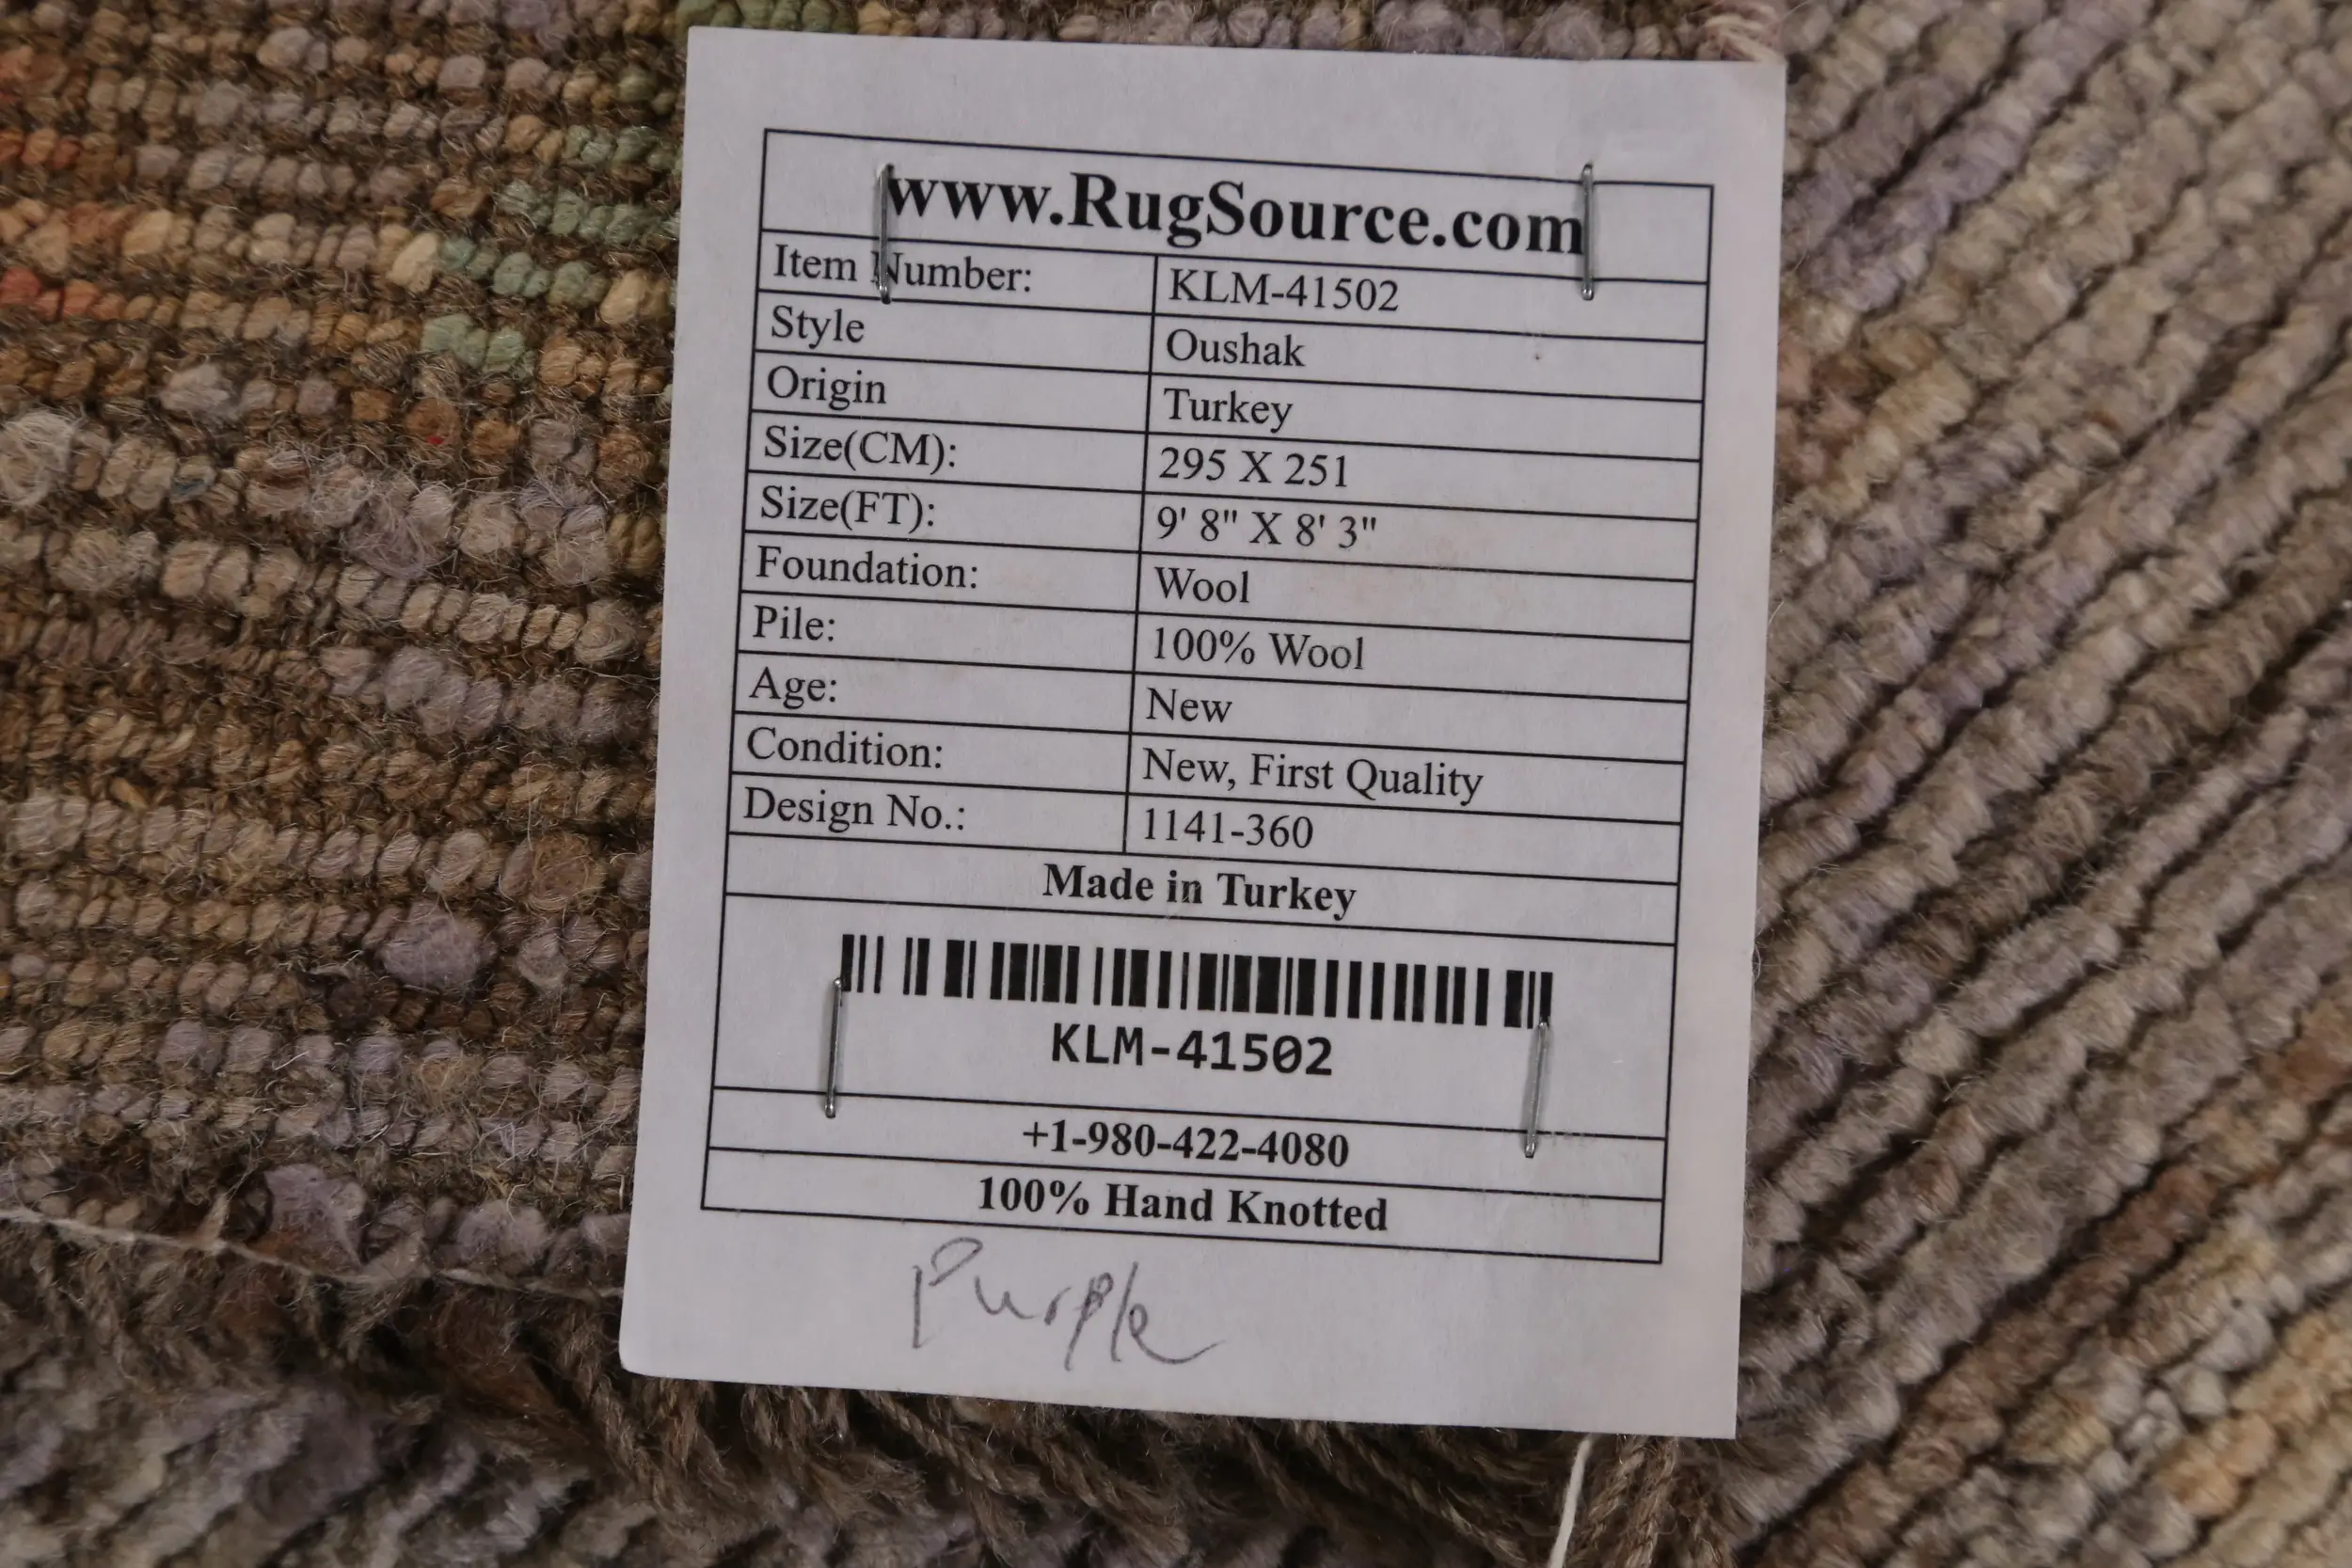 www.RugSource.com
Item Number: KLM-41502
Style Oushak
Origin Turkey
Size(CM): 295 X 251
Size(FT): 9' 8" X 8' 3"
Foundation: Wool
Pile: 100% Wool
Age: New
Condition: New, First Quality
Design No.: 1141-360
Made in Turkey
KLM-41502
+1-980-422-4080
100% Hand Knotted
Purple